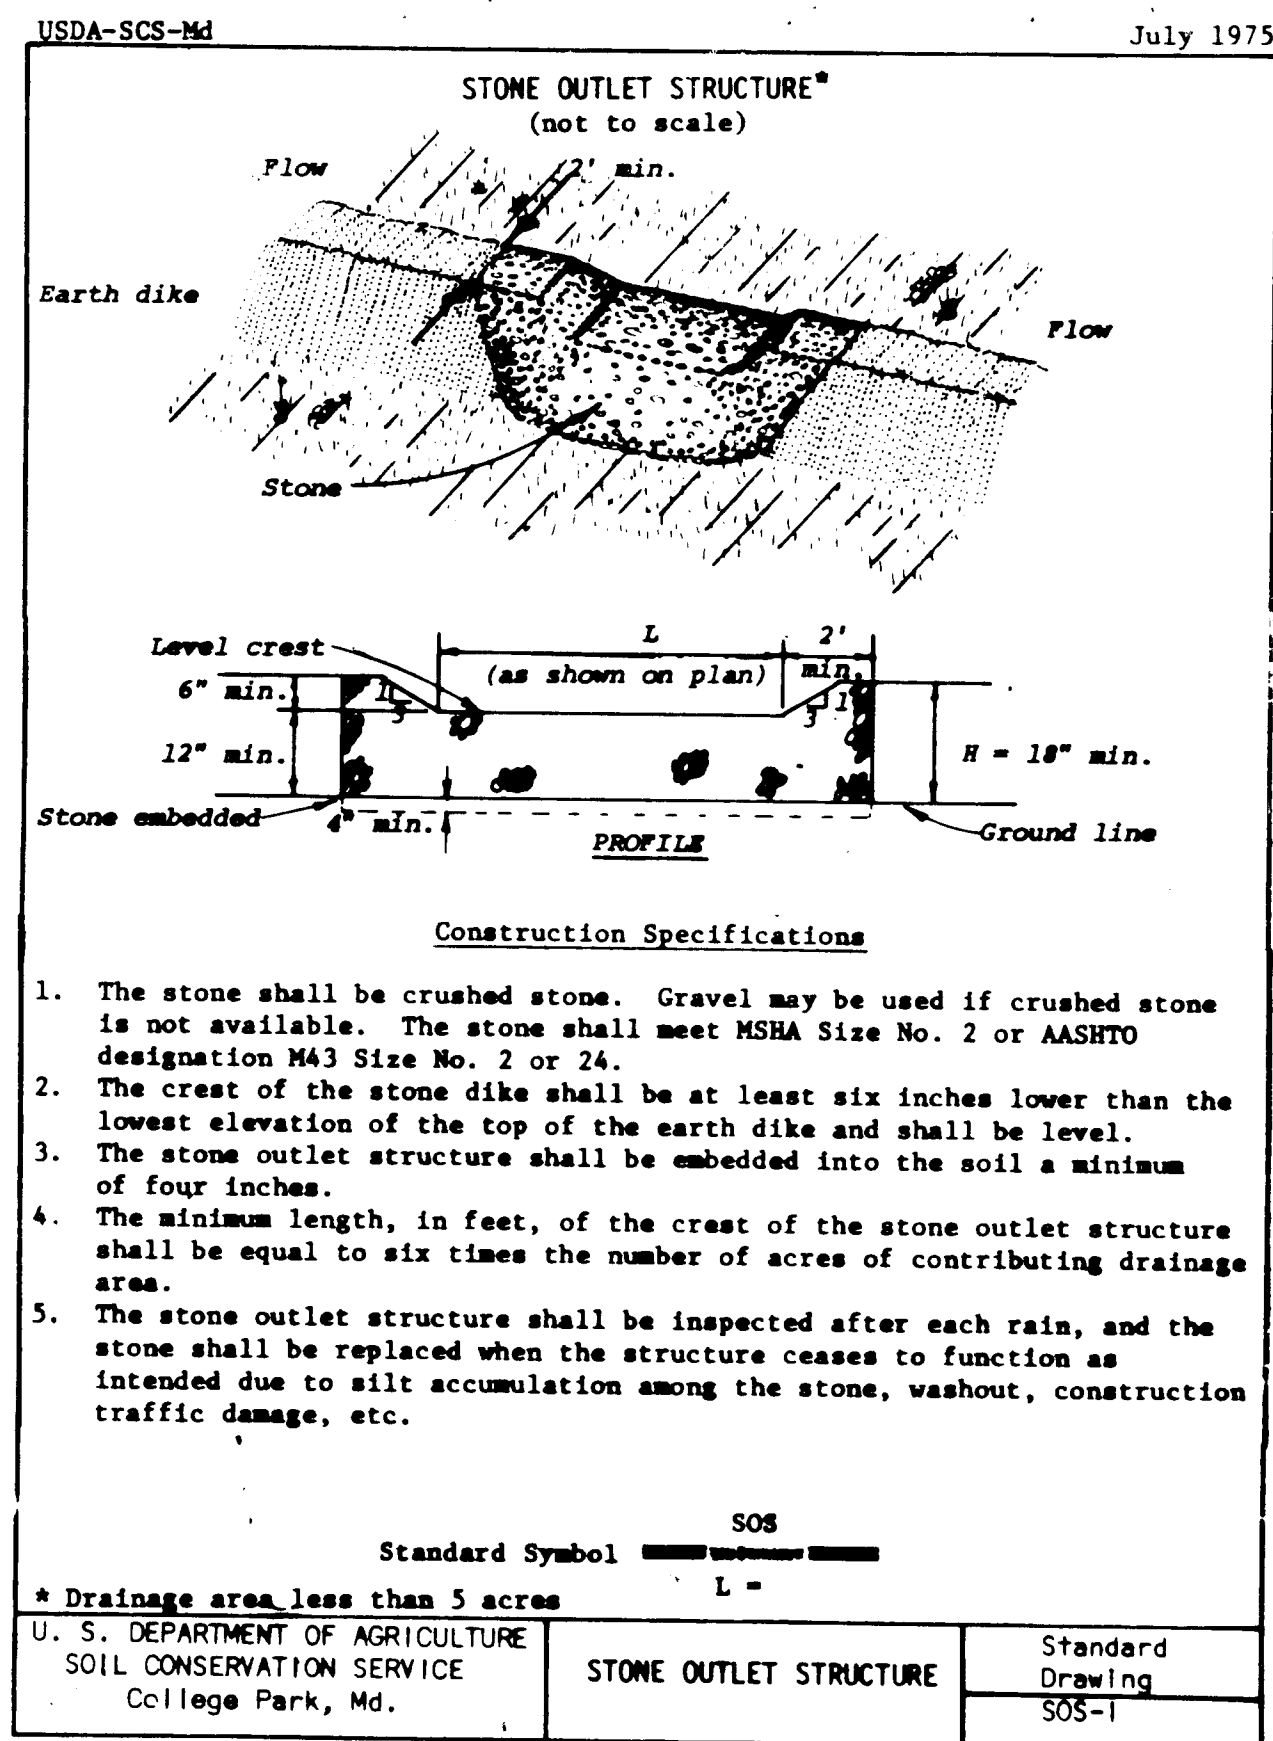 USDA-SCS-Md
July 1975
STONE OUTLET STRUCTURE*
(not to scale)
Flow
2' min.
Earth dike
Flow
Stone
Level crest
L
2'
(as shown on plan)
min.
6" min.
1
3
3
1
12" min.
H = 18" min.
Stone embedded
4" min.
Ground line
PROFILE
Construction Specifications
1. The stone shall be crushed stone. Gravel may be used if crushed stone
is not available. The stone shall meet MSHA Size No. 2 or AASHTO
designation M43 Size No. 2 or 24.
2. The crest of the stone dike shall be at least six inches lower than the
lowest elevation of the top of the earth dike and shall be level.
3. The stone outlet structure shall be embedded into the soil a minimum
of four inches.
4. The minimum length, in feet, of the crest of the stone outlet structure
shall be equal to six times the number of acres of contributing drainage
area.
5. The stone outlet structure shall be inspected after each rain, and the
stone shall be replaced when the structure ceases to function as
intended due to silt accumulation among the stone, washout, construction
traffic damage, etc.
SOS
Standard Symbol
L =
* Drainage area less than 5 acres
U. S. DEPARTMENT OF AGRICULTURE
SOIL CONSERVATION SERVICE
College Park, Md.
STONE OUTLET STRUCTURE
Standard
Drawing
SOS-1